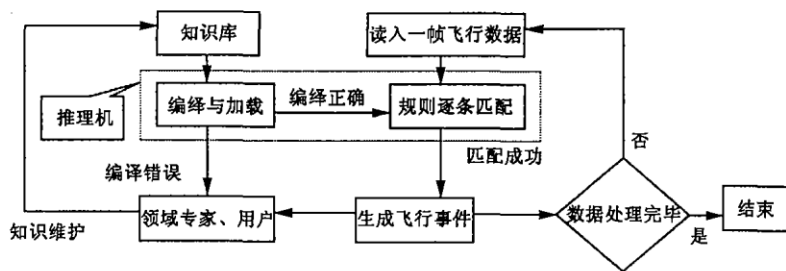 知识库
读入一帧飞行数据
推理机
编绎与加载
编绎正确
规则逐条匹配
匹配成功
否
编译错误
知识维护
领域专家、用户
生成飞行事件
数据处理完毕
是
结束